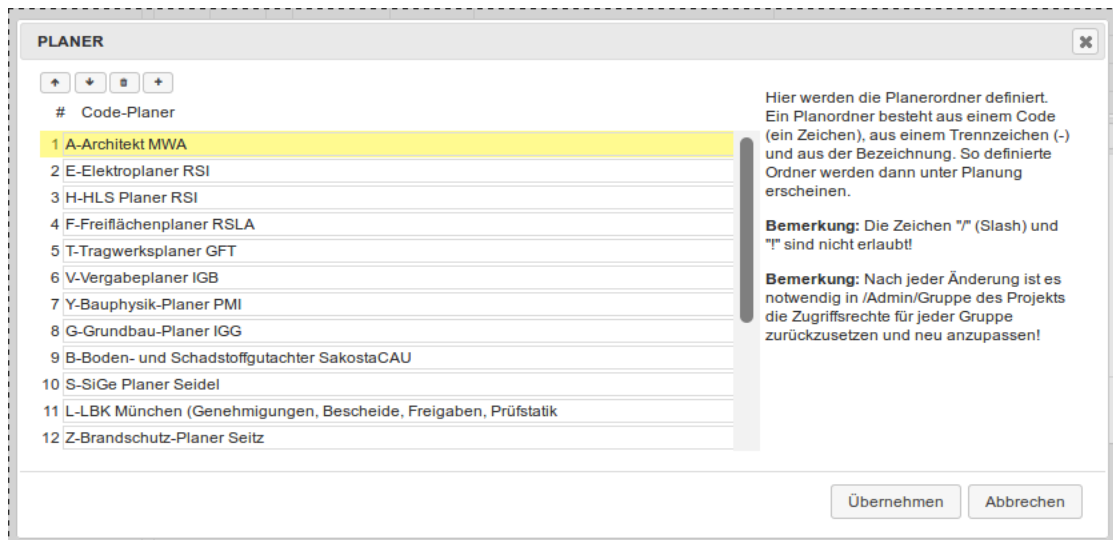 PLANER
# Code-Planer
1 A-Architekt MWA
2 E-Elektroplaner RSI
3 H-HLS Planer RSI
4 F-Freiflächenplaner RSLA
5 T-Tragwerksplaner GFT
6 V-Vergabeplaner IGB
7 Y-Bauphysik-Planer PMI
8 G-Grundbau-Planer IGG
9 B-Boden- und Schadstoffgutachter SakostaCAU
10 S-SiGe Planer Seidel
11 L-LBK München (Genehmigungen, Bescheide, Freigaben, Prüfstatik
12 Z-Brandschutz-Planer Seitz
Hier werden die Planerordner definiert.
Ein Planordner besteht aus einem Code
(ein Zeichen), aus einem Trennzeichen (-)
und aus der Bezeichnung. So definierte
Ordner werden dann unter Planung
erscheinen.
Bemerkung: Die Zeichen "/" (Slash) und
"!" sind nicht erlaubt!
Bemerkung: Nach jeder Änderung ist es
notwendig in /Admin/Gruppe des Projekts
die Zugriffsrechte für jeder Gruppe
zurückzusetzen und neu anzupassen!
Übernehmen Abbrechen